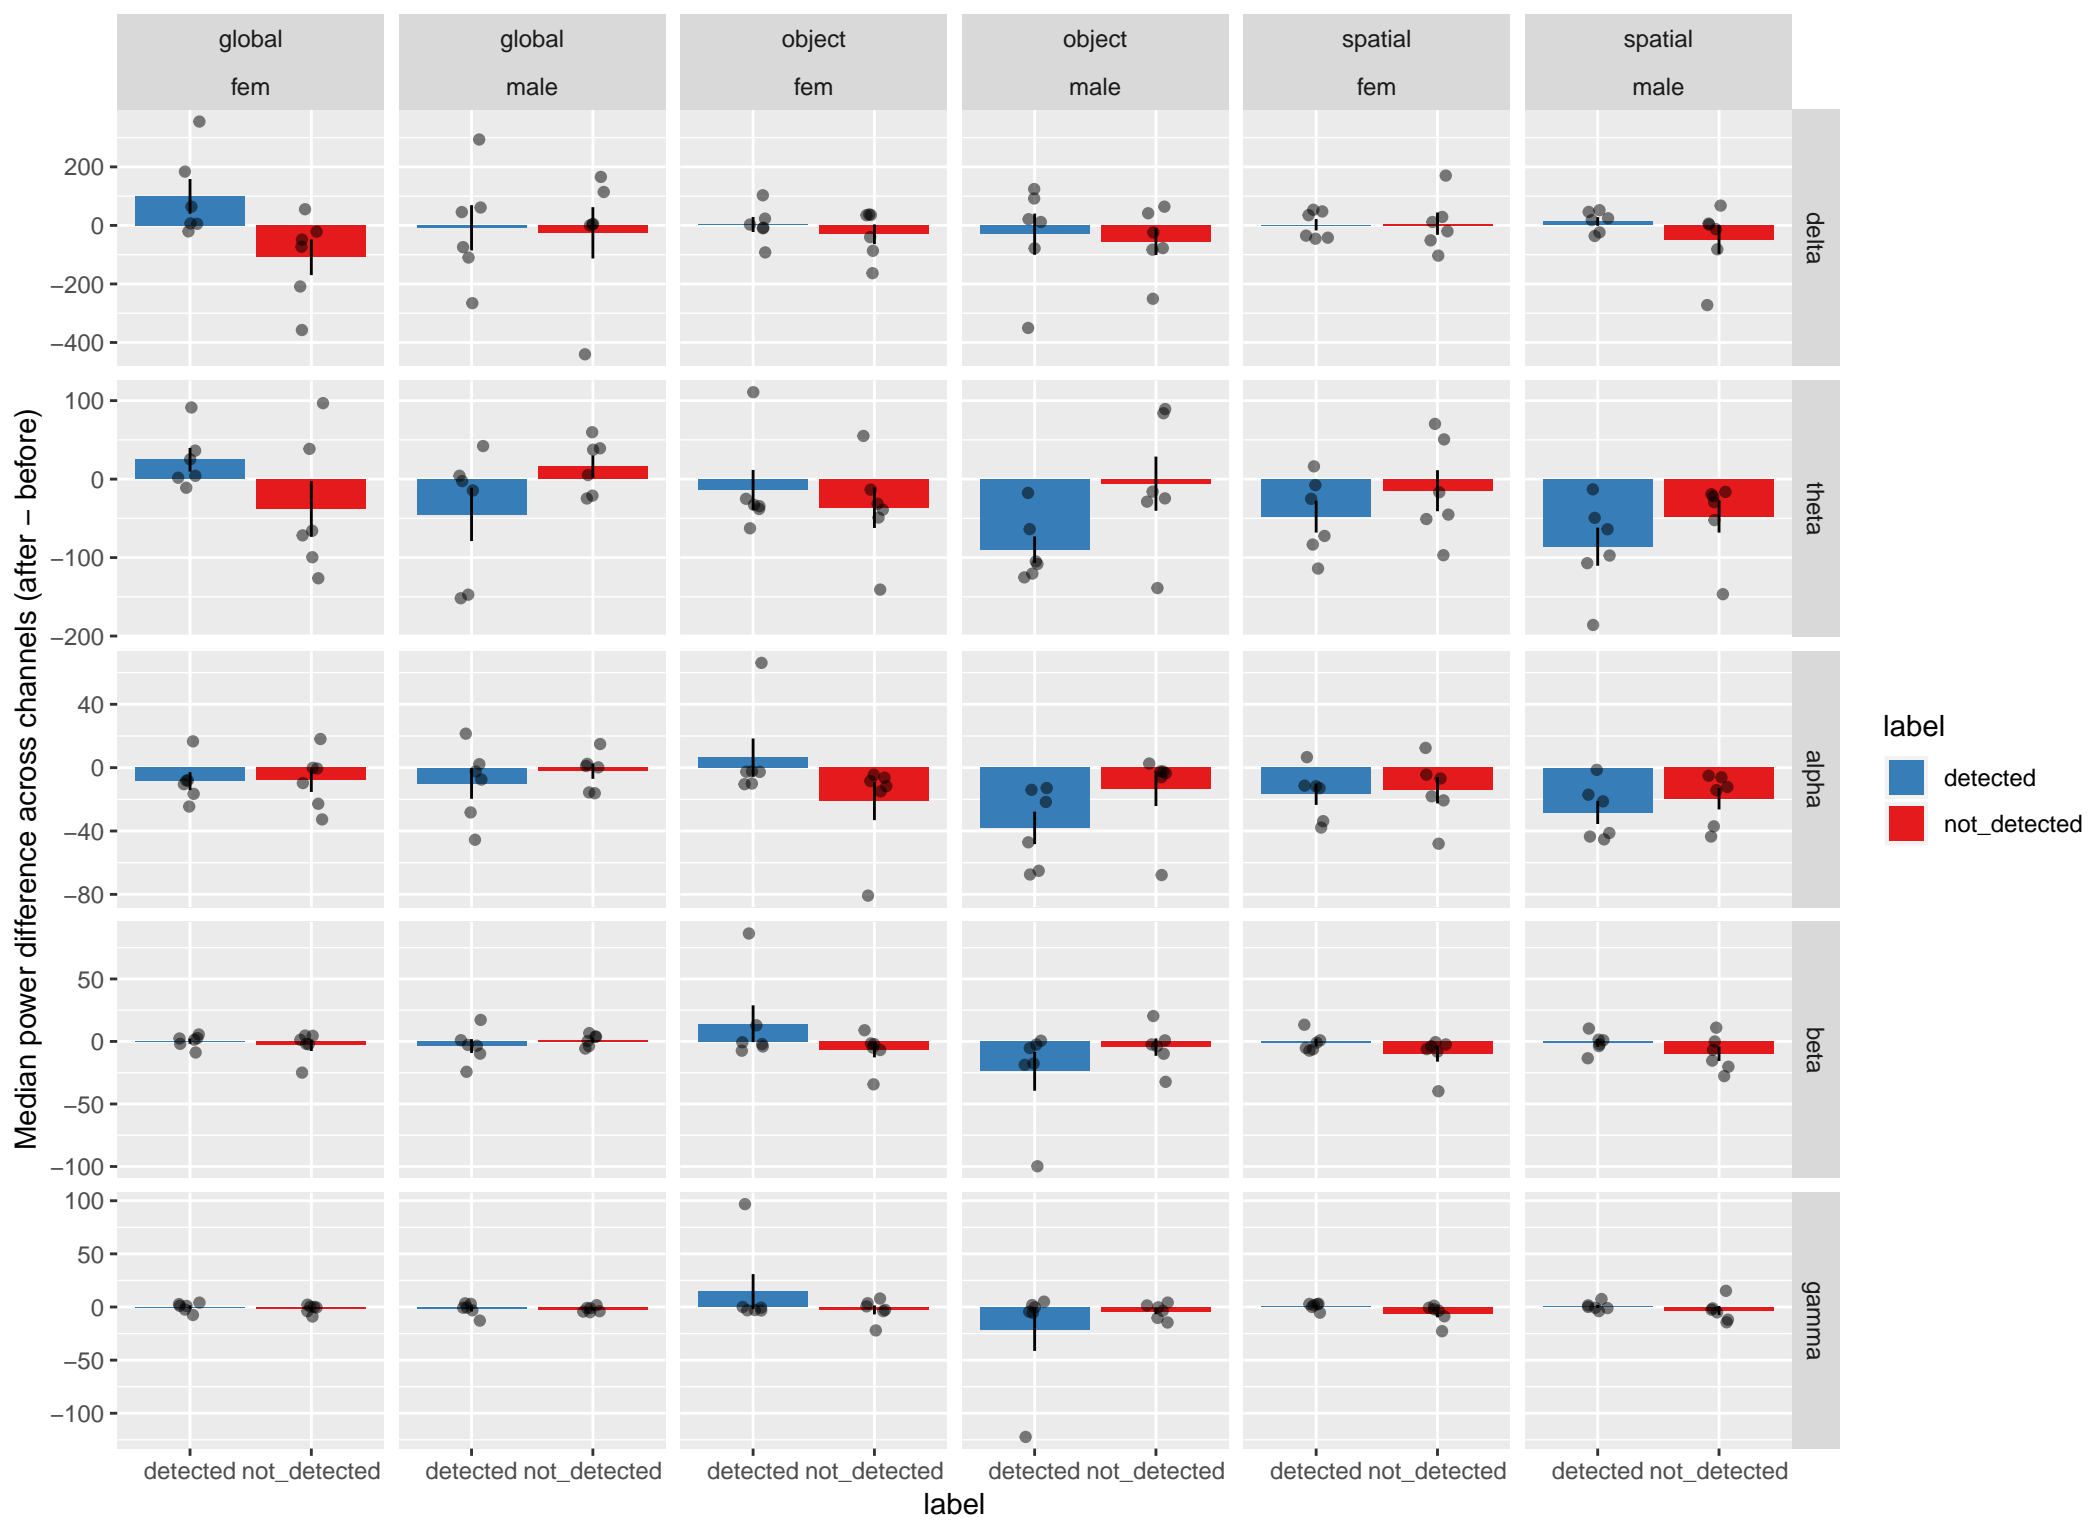 global global object object spatial spatial
fem male fem male fem male
Median power difference across channels (after − before)
200
0
−200
−400
delta
100
0
−100
−200
theta
40
0
−40
−80
alpha
50
0
−50
−100
beta
100
50
0
−50
−100
gamma
detected not_detected detected not_detected detected not_detected detected not_detected detected not_detected detected not_detected
label
label
detected
not_detected